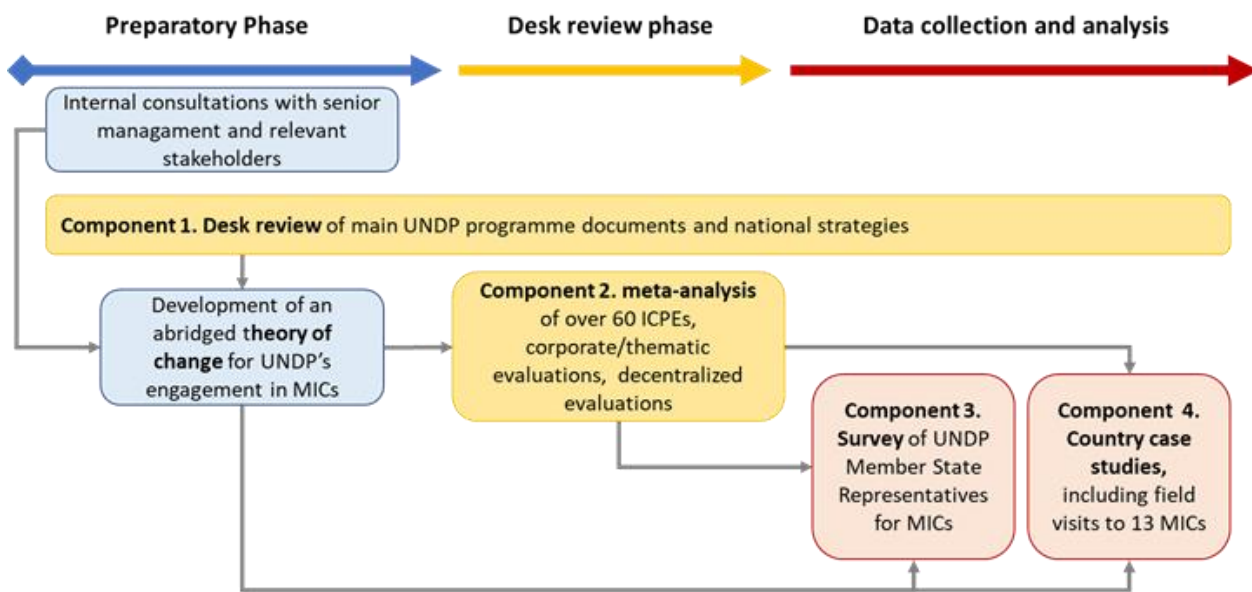 Preparatory Phase
Desk review phase
Data collection and analysis
Internal consultations with senior
managament and relevant
stakeholders
Component 1. Desk review of main UNDP programme documents and national strategies
Development of an
abridged theory of
change for UNDP's
engagement in MICs
Component 2. meta-analysis
of over 60 ICPEs,
corporate/thematic
evaluations, decentralized
evaluations
Component 3.
Survey of UNDP
Member State
Representatives
for MICs
Component 4.
Country case
studies,
including field
visits to 13 MICs